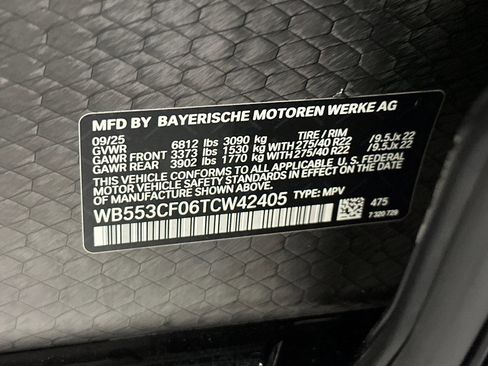 MFD BY BAYERISCHE MOTOREN WERKE AG
09/25 TIRE / RIM
GVWR 6812 lbs 3090 kg
GAWR FRONT 3373 lbs 1530 kg WITH 275/40 R22 / 9.5Jx 22
GAWR REAR 3902 lbs 1770 kg WITH 275/40 R22 / 9.5Jx 22
THIS VEHICLE CONFORMS TO ALL APPLICABLE U.S. FEDERAL
MOTOR VEHICLE SAFETY STANDARDS IN EFFECT ON THE DATE OF
MANUFACTURE SHOWN ABOVE.
WB553CF06TCW42405 TYPE: MPV
475
7 320 729